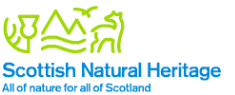 Scottish Natural Heritage
All of nature for all of Scotland